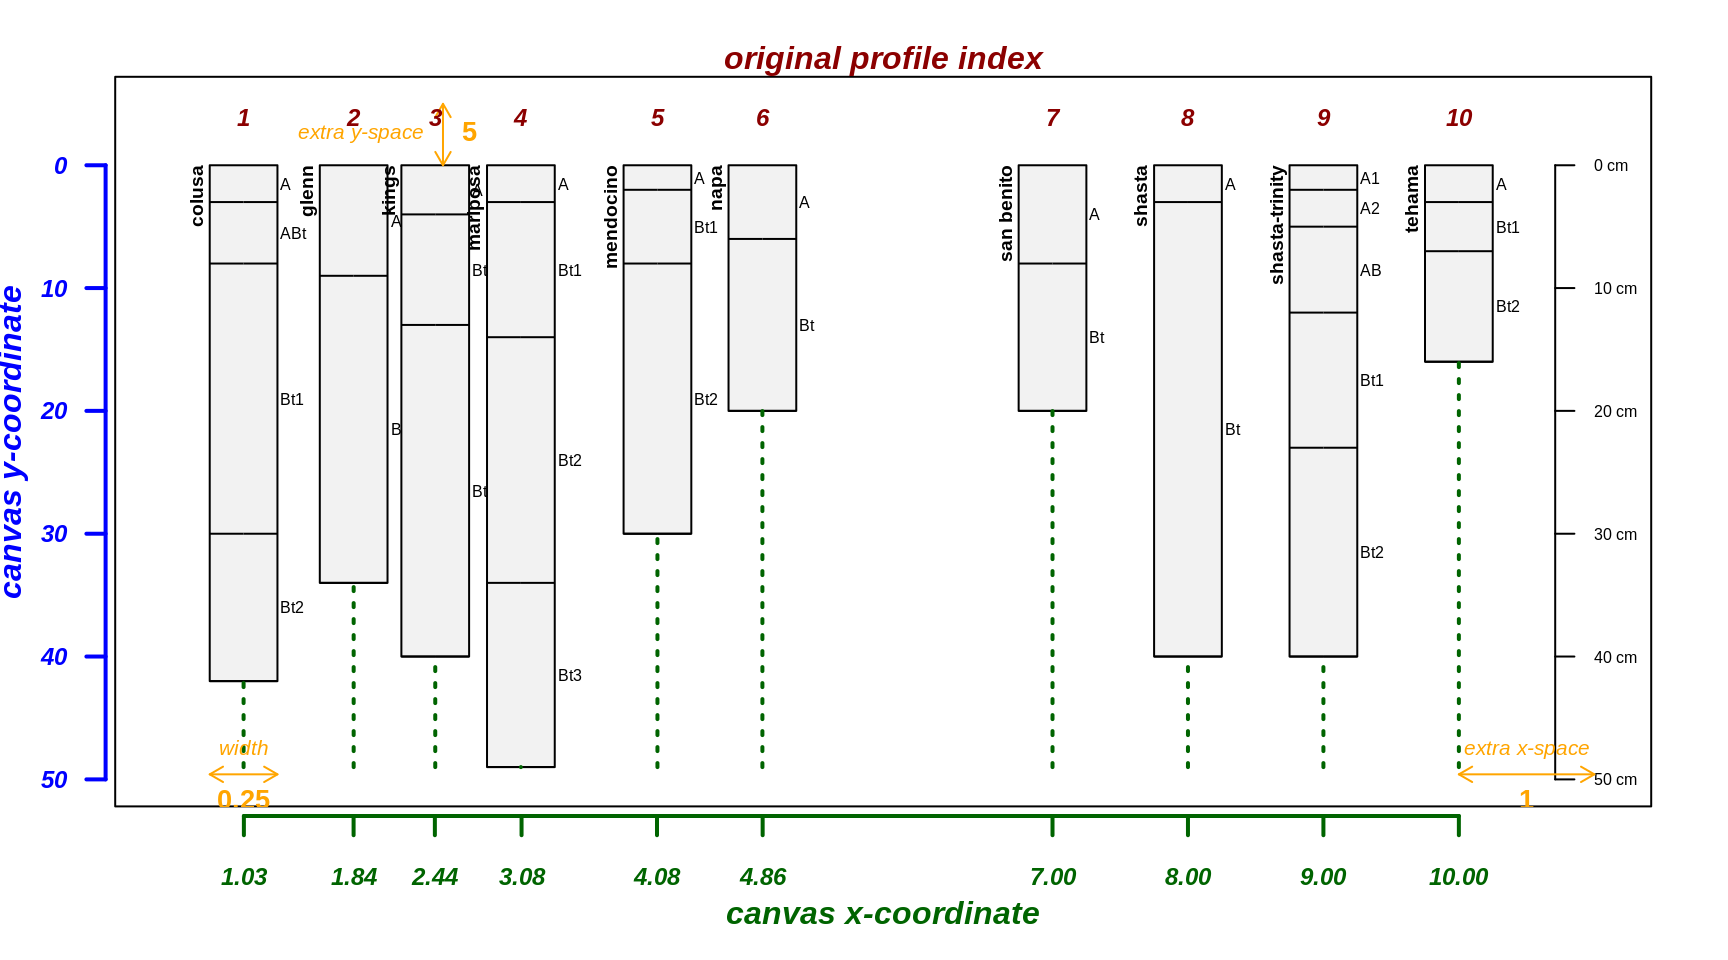 original profile index
1 2 3 4 5 6 7 8 9 10
extra y-space 5
canvas y-coordinate
0
10
20
30
40
50
colusa
A
ABt
Bt1
Bt2
glenn
A
kings
Bt
Bt
mariposa
A
Bt1
Bt2
Bt3
mendocino
A
Bt1
Bt2
napa
A
Bt
san benito
A
Bt
shasta
A
Bt
shasta-trinity
A1
A2
AB
Bt1
Bt2
tehama
A
Bt1
Bt2
0 cm
10 cm
20 cm
30 cm
40 cm
50 cm
width
0.25
extra x-space
1
1.03 1.84 2.44 3.08 4.08 4.86 7.00 8.00 9.00 10.00
canvas x-coordinate